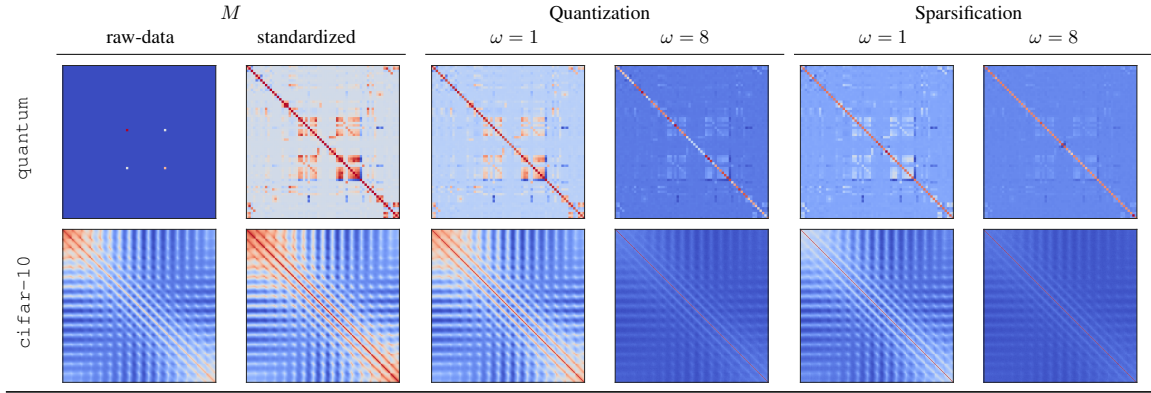 M Quantization Sparsification
raw-data standardized ω = 1 ω = 8 ω = 1 ω = 8
quantum
cifar-10